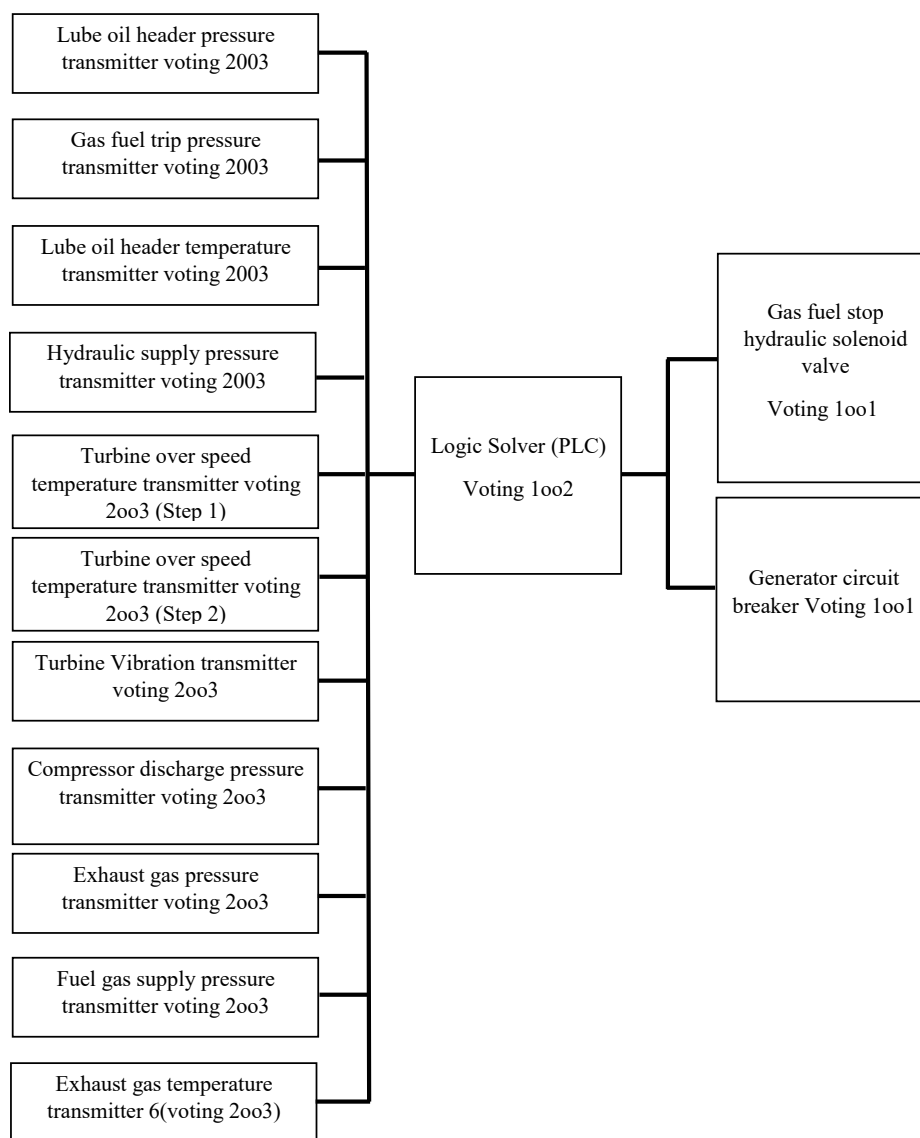 Lube oil header pressure
transmitter voting 2003
Gas fuel trip pressure
transmitter voting 2003
Lube oil header temperature
transmitter voting 2003
Hydraulic supply pressure
transmitter voting 2003
Turbine over speed
temperature transmitter voting
2oo3 (Step 1)
Turbine over speed
temperature transmitter voting
2oo3 (Step 2)
Turbine Vibration transmitter
voting 2oo3
Compressor discharge pressure
transmitter voting 2oo3
Exhaust gas pressure
transmitter voting 2oo3
Fuel gas supply pressure
transmitter voting 2oo3
Exhaust gas temperature
transmitter 6(voting 2oo3)
Logic Solver (PLC)
Voting 1oo2
Gas fuel stop
hydraulic solenoid
valve
Voting 1oo1
Generator circuit
breaker Voting 1oo1